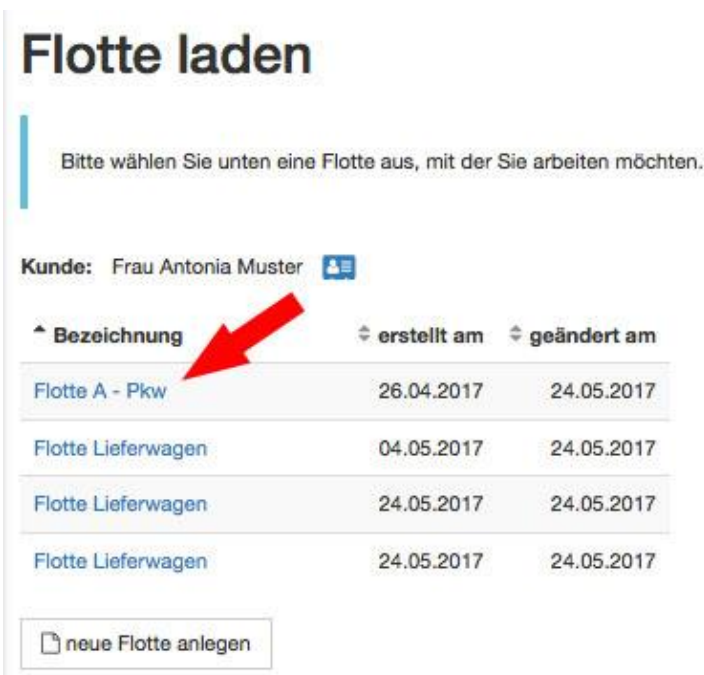 Flotte laden
Bitte wählen Sie unten eine Flotte aus, mit der Sie arbeiten möchten.
Kunde: Frau Antonia Muster
Bezeichnung erstellt am geändert am
Flotte A - Pkw 26.04.2017 24.05.2017
Flotte Lieferwagen 04.05.2017 24.05.2017
Flotte Lieferwagen 24.05.2017 24.05.2017
Flotte Lieferwagen 24.05.2017 24.05.2017
neue Flotte anlegen